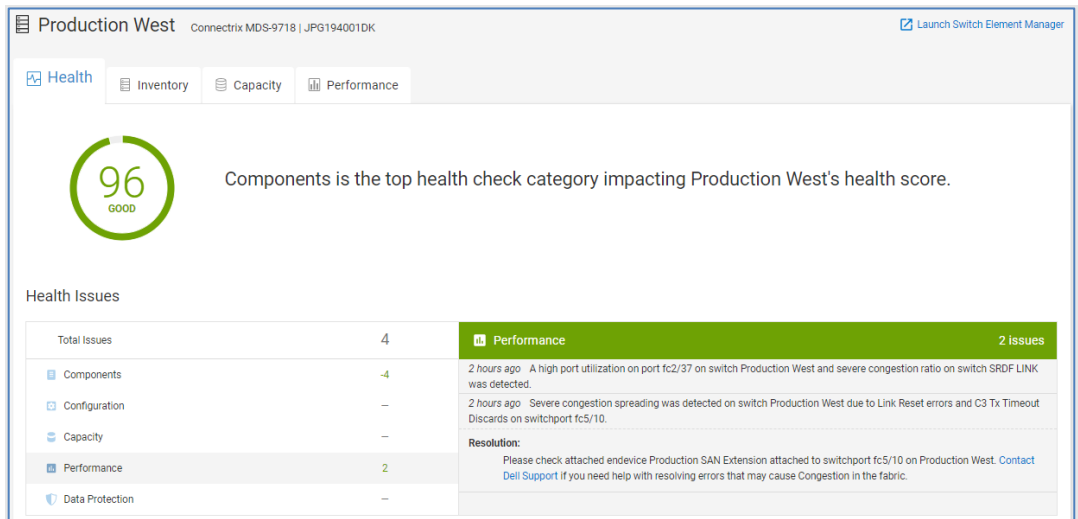 Production West Connectrix MDS-9718 | JPG194001DK
Launch Switch Element Manager
Health
Inventory
Capacity
Performance
96
GOOD
Components is the top health check category impacting Production West's health score.
Health Issues
Total Issues 4
Components -4
Configuration –
Capacity –
Performance 2
Data Protection –
Performance 2 issues
2 hours ago A high port utilization on port fc2/37 on switch Production West and severe congestion ratio on switch SRDF LINK
was detected.
2 hours ago Severe congestion spreading was detected on switch Production West due to Link Reset errors and C3 Tx Timeout
Discards on switchport fc5/10.
Resolution:
Please check attached endevice Production SAN Extension attached to switchport fc5/10 on Production West. Contact
Dell Support if you need help with resolving errors that may cause Congestion in the fabric.